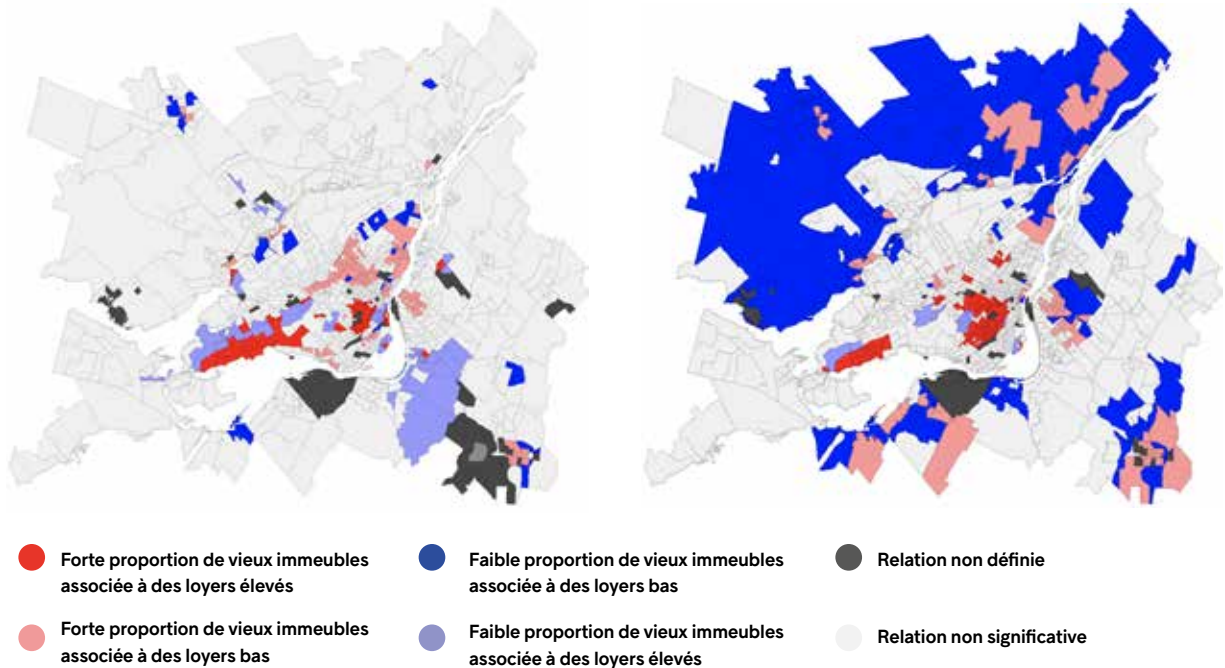 Forte proportion de vieux immeubles
associée à des loyers élevés
Faible proportion de vieux immeubles
associée à des loyers bas
Relation non définie
Forte proportion de vieux immeubles
associée à des loyers bas
Faible proportion de vieux immeubles
associée à des loyers élevés
Relation non significative